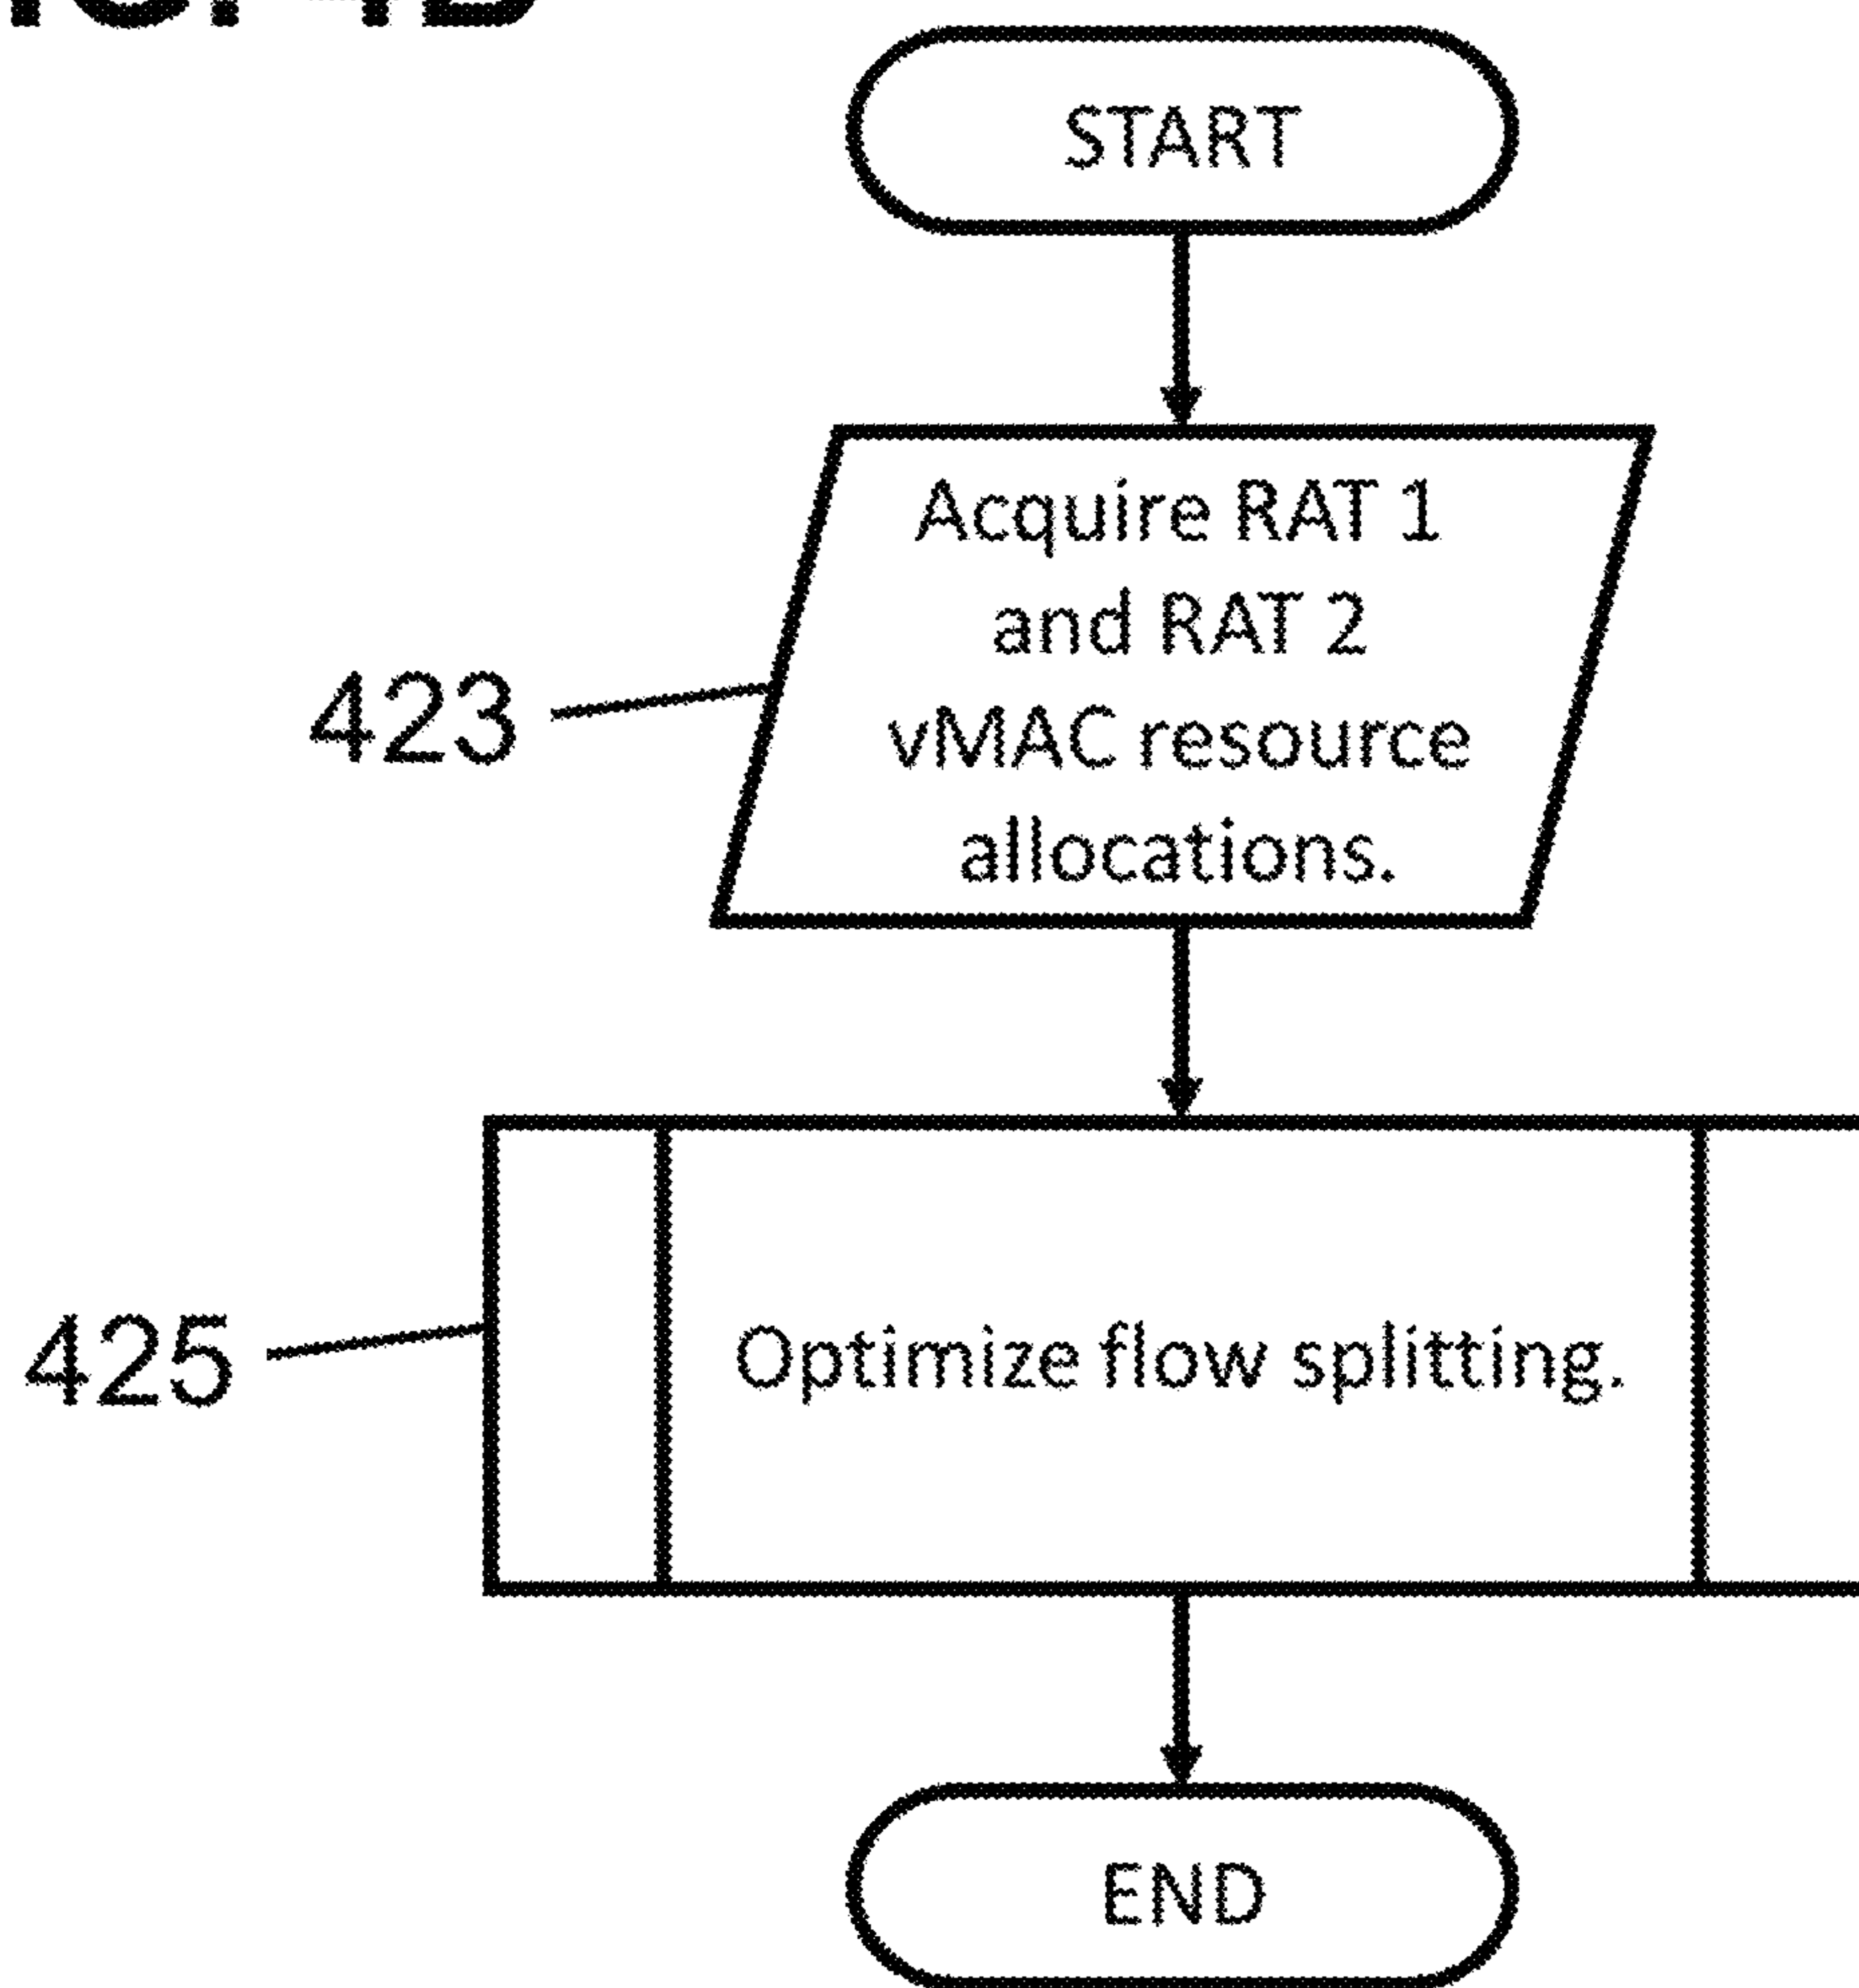 START
Acquire RAT 1
and RAT 2
vMAC resource
allocations.
423
Optimize flow splitting.
425
END